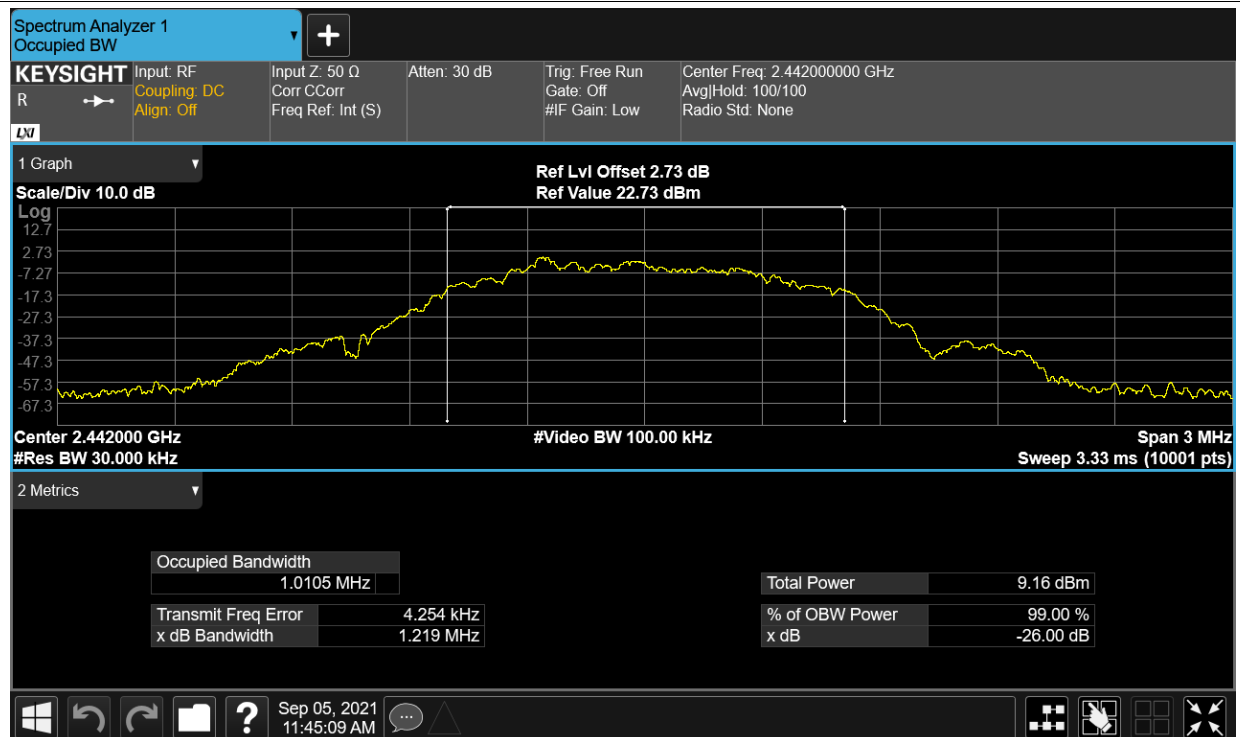 Spectrum Analyzer 1
Occupied BW
KEYSIGHT
R
LXI
Input: RF
Coupling: DC
Align: Off
Input Z: 50 Ω
Corr CCorr
Freq Ref: Int (S)
Atten: 30 dB
Trig: Free Run
Gate: Off
#IF Gain: Low
Center Freq: 2.442000000 GHz
Avg|Hold: 100/100
Radio Std: None
1 Graph
Scale/Div 10.0 dB
Ref Lvl Offset 2.73 dB
Ref Value 22.73 dBm
Log
12.7
2.73
-7.27
-17.3
-27.3
-37.3
-47.3
-57.3
-67.3
Center 2.442000 GHz
#Video BW 100.00 kHz
Span 3 MHz
#Res BW 30.000 kHz
Sweep 3.33 ms (10001 pts)
2 Metrics
Occupied Bandwidth
1.0105 MHz
Total Power 9.16 dBm
Transmit Freq Error 4.254 kHz
% of OBW Power 99.00 %
x dB Bandwidth 1.219 MHz
x dB -26.00 dB
?
Sep 05, 2021
11:45:09 AM